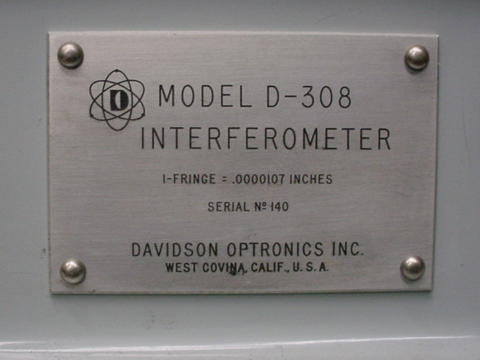 D
MODEL D-308
INTERFEROMETER
1-FRINGE = .0000107 INCHES
SERIAL Nº 140
DAVIDSON OPTRONICS INC.
WEST COVINA, CALIF., U.S.A.